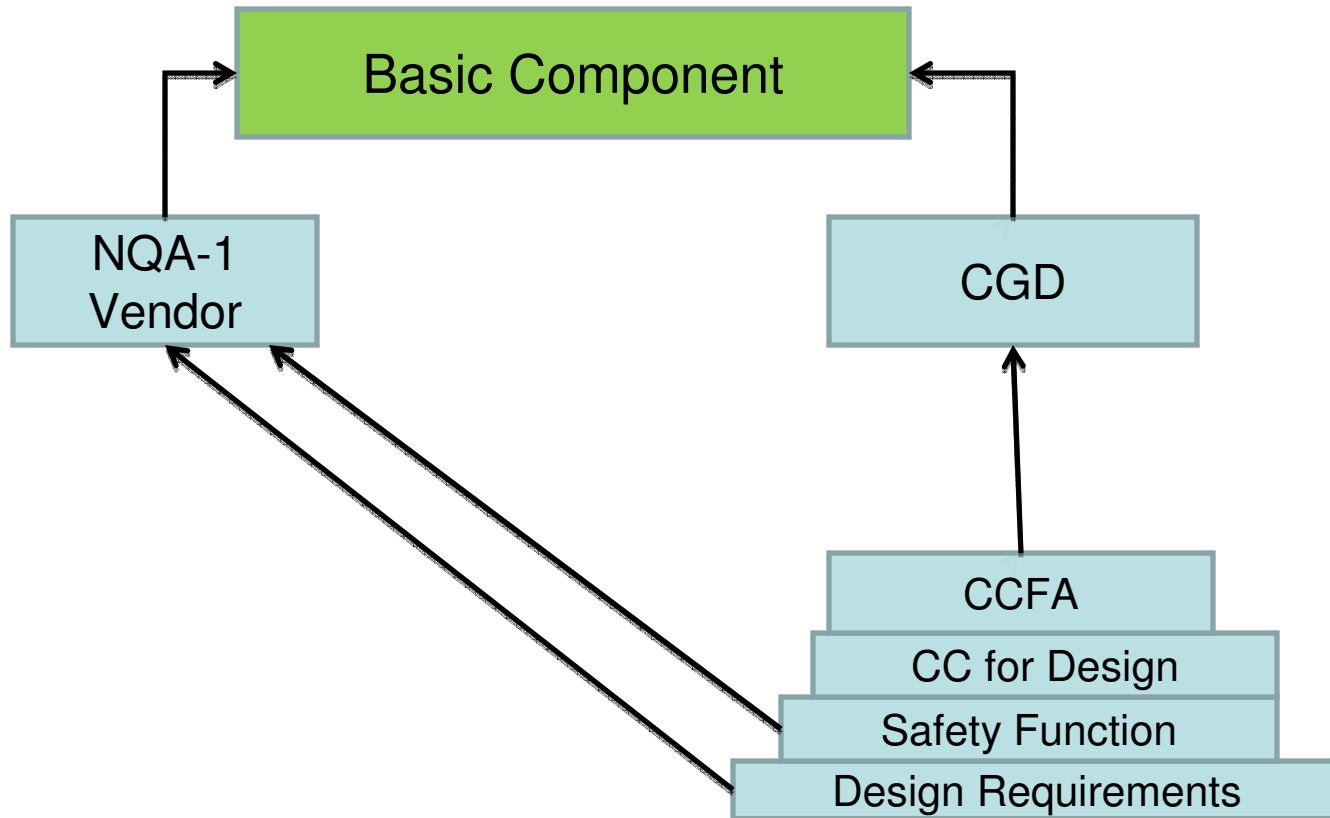 Basic Component
NQA-1
Vendor
CGD
CCFA
CC for Design
Safety Function
Design Requirements